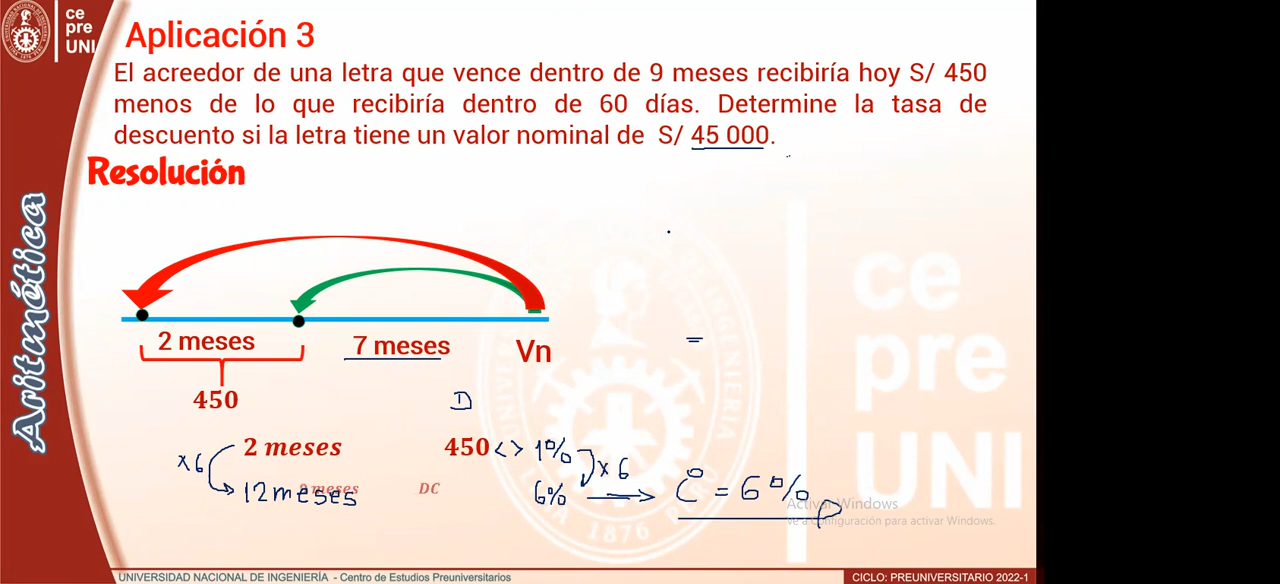 ce
pre
UNI
Aplicación 3
El acreedor de una letra que vence dentro de 9 meses recibiría hoy S/ 450
menos de lo que recibiría dentro de 60 días. Determine la tasa de
descuento si la letra tiene un valor nominal de S/ 45 000.
Resolución
Aritmética
2 meses
7 meses
Vn
450
D
×6
2 meses
450 <> 1%
×6
12 meses
9 meses
DC
6%
i = 6%
ce
pre
UNI
1876
Activar Windows
Ve a Configuración para activar Windows.
UNIVERSIDAD NACIONAL DE INGENIERÍA - Centro de Estudios Preuniversitarios
CICLO: PREUNIVERSITARIO 2022-1